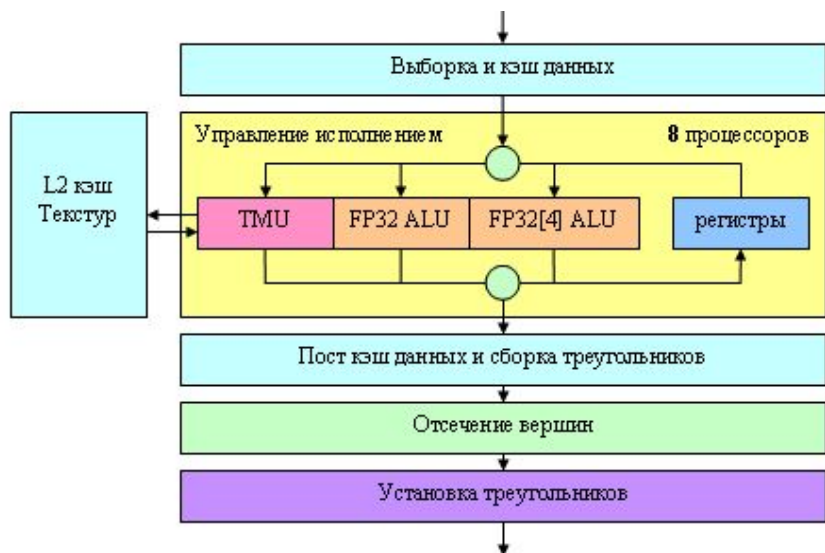 Выборка и кэш данных
Управление исполнением
8 процессоров
L2 кэш
Текстур
TMU
FP32 ALU
FP32[4] ALU
регистры
Пост кэш данных и сборка треугольников
Отсечение вершин
Установка треугольников